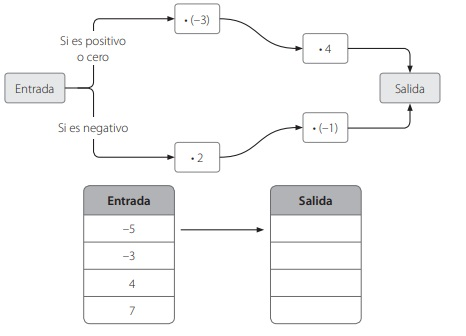 • (–3)
Si es positivo
o cero
• 4
Entrada
Salida
Si es negativo
• (–1)
• 2
Entrada
Salida
–5
–3
4
7